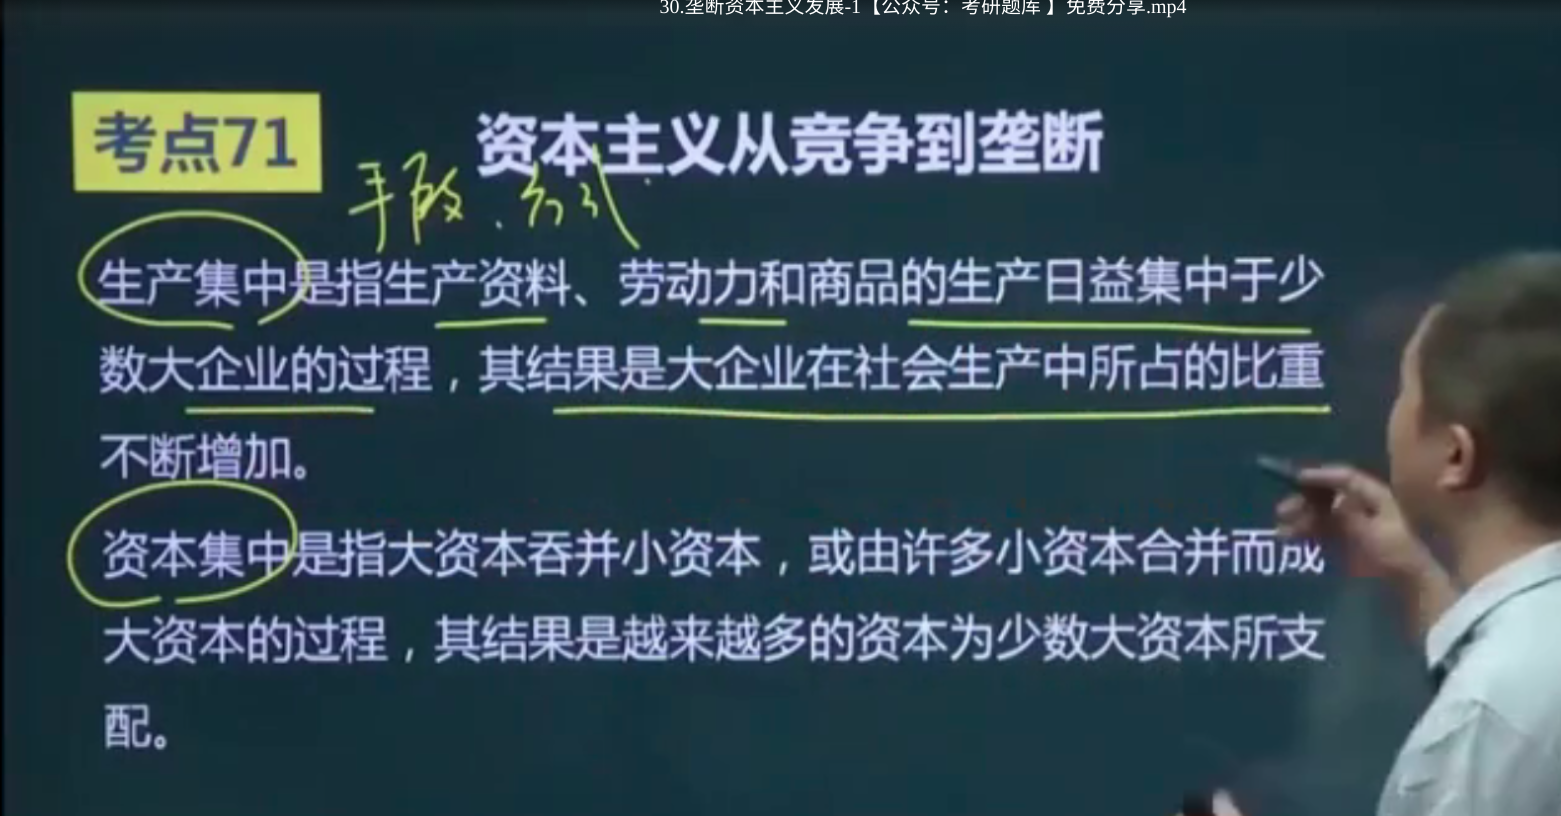 30.垄断资本主义发展-1【公众号：考研题库 】免费分享.mp4
考点71
资本主义从竞争到垄断
手段、方式
生产集中是指生产资料、劳动力和商品的生产日益集中于少
数大企业的过程，其结果是大企业在社会生产中所占的比重
不断增加。
资本集中是指大资本吞并小资本，或由许多小资本合并而成
大资本的过程，其结果是越来越多的资本为少数大资本所支
配。